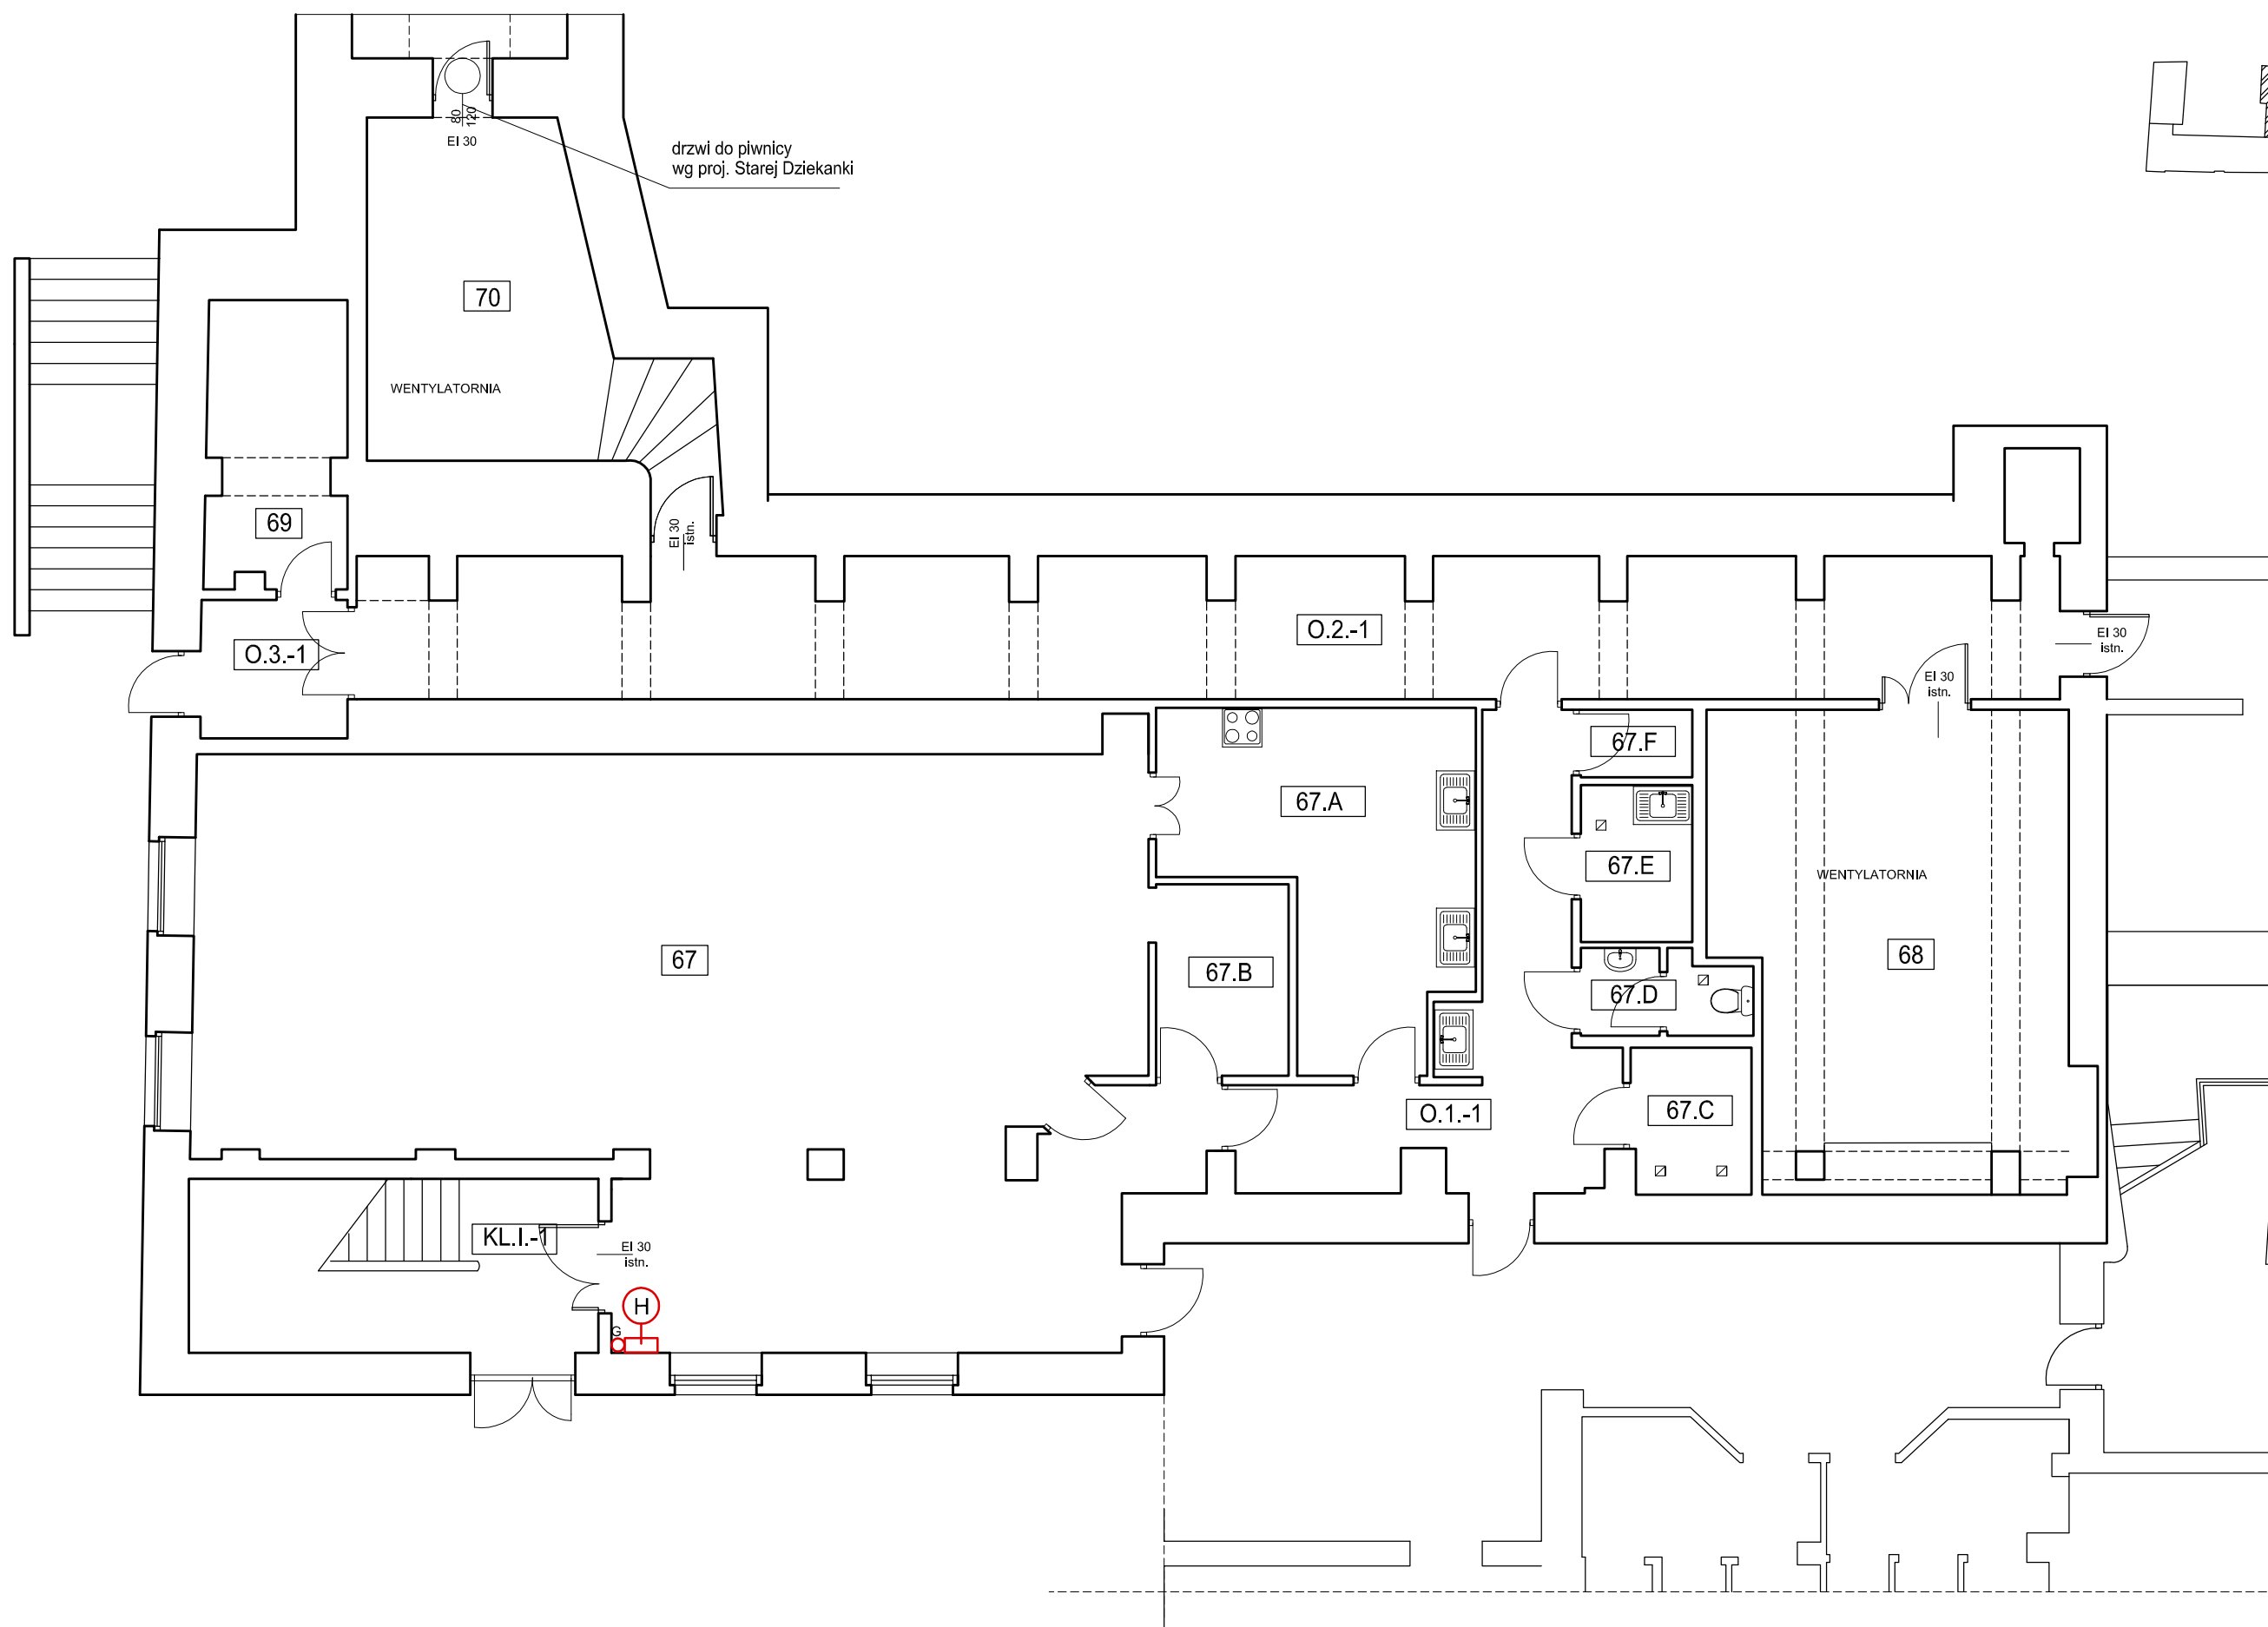 80
120
EI 30
drzwi do piwnicy
wg proj. Starej Dziekanki
70
WENTYLATORNIA
69
EI 30
istn.
O.3.-1
O.2.-1
EI 30
istn.
EI 30
istn.
67.F
67.A
67.E
WENTYLATORNIA
67
67.B
68
67.D
O.1.-1
67.C
KL.I.-1
EI 30
istn.
H
G